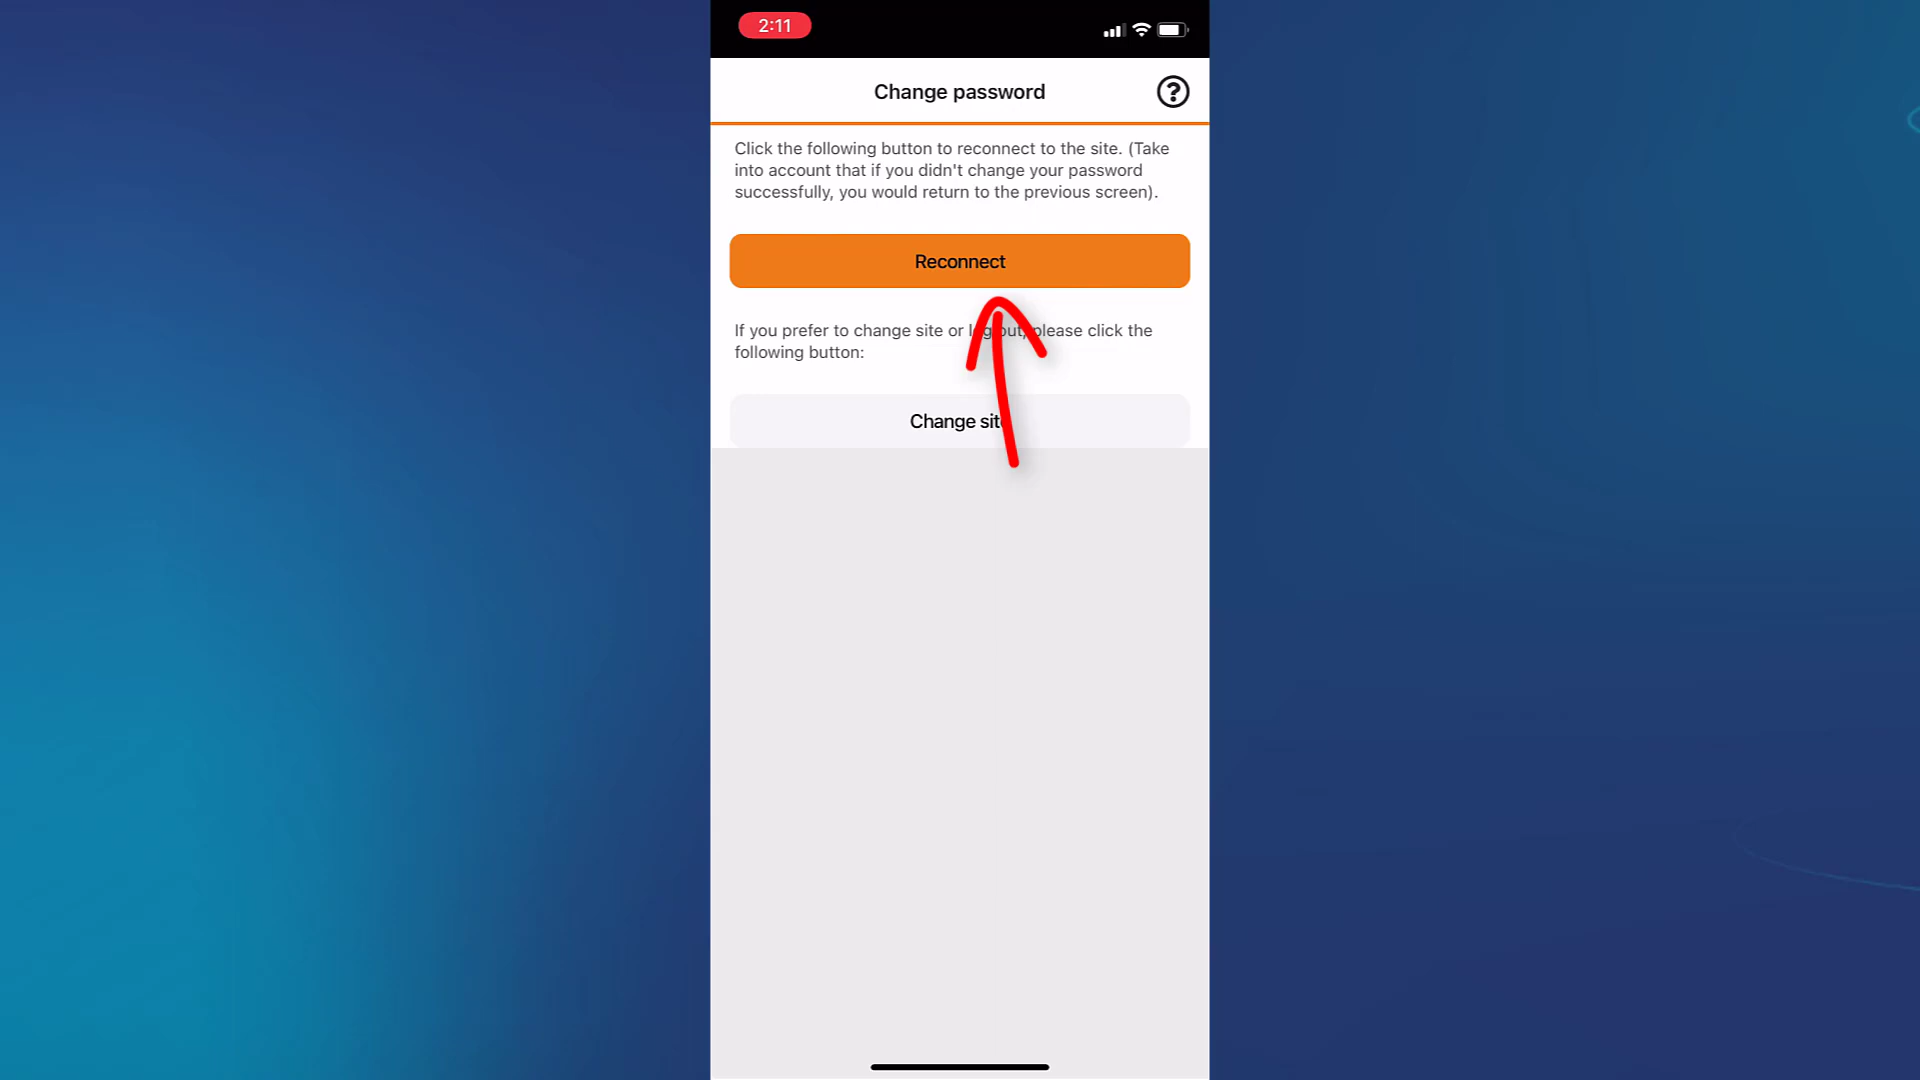 2:11
Change password
?
Click the following button to reconnect to the site. (Take
into account that if you didn't change your password
successfully, you would return to the previous screen).
Reconnect
If you prefer to change site or log out, please click the
following button:
Change site